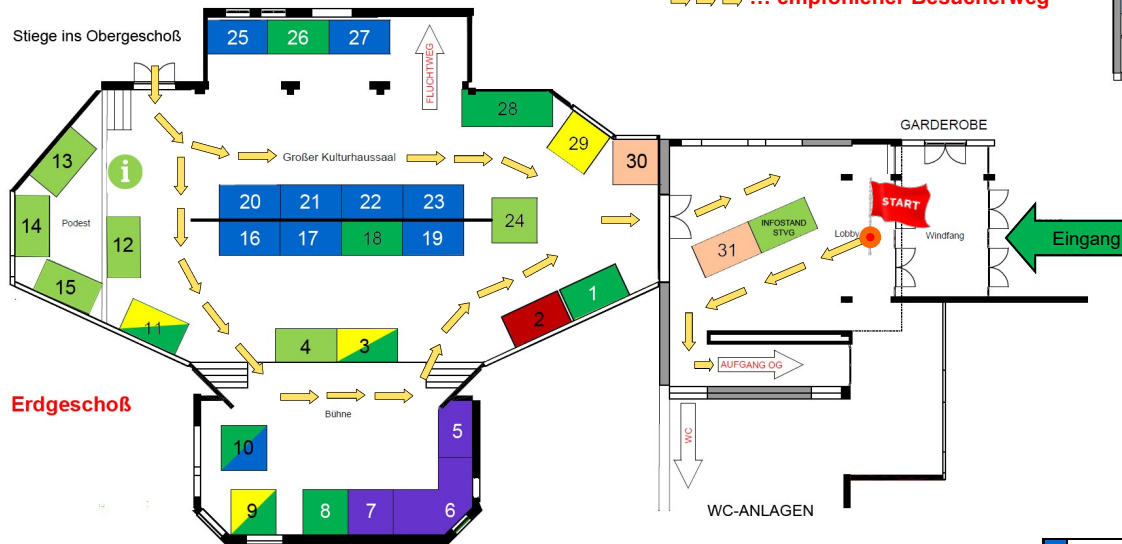 ... empfohlener Besucherweg
Stiege ins Obergeschoß
25
26
27
FLUCHTWEG
28
29
30
GARDEROBE
13
i
Großer Kulturhaussaal
START
14
Podest
12
20
21
22
23
24
16
17
18
19
INFOSTAND
STVG
31
Lobby
Windfang
Eingang
15
11
1
2
4
3
AUFGANG OG
Erdgeschoß
Bühne
10
5
WC
9
8
7
6
WC-ANLAGEN